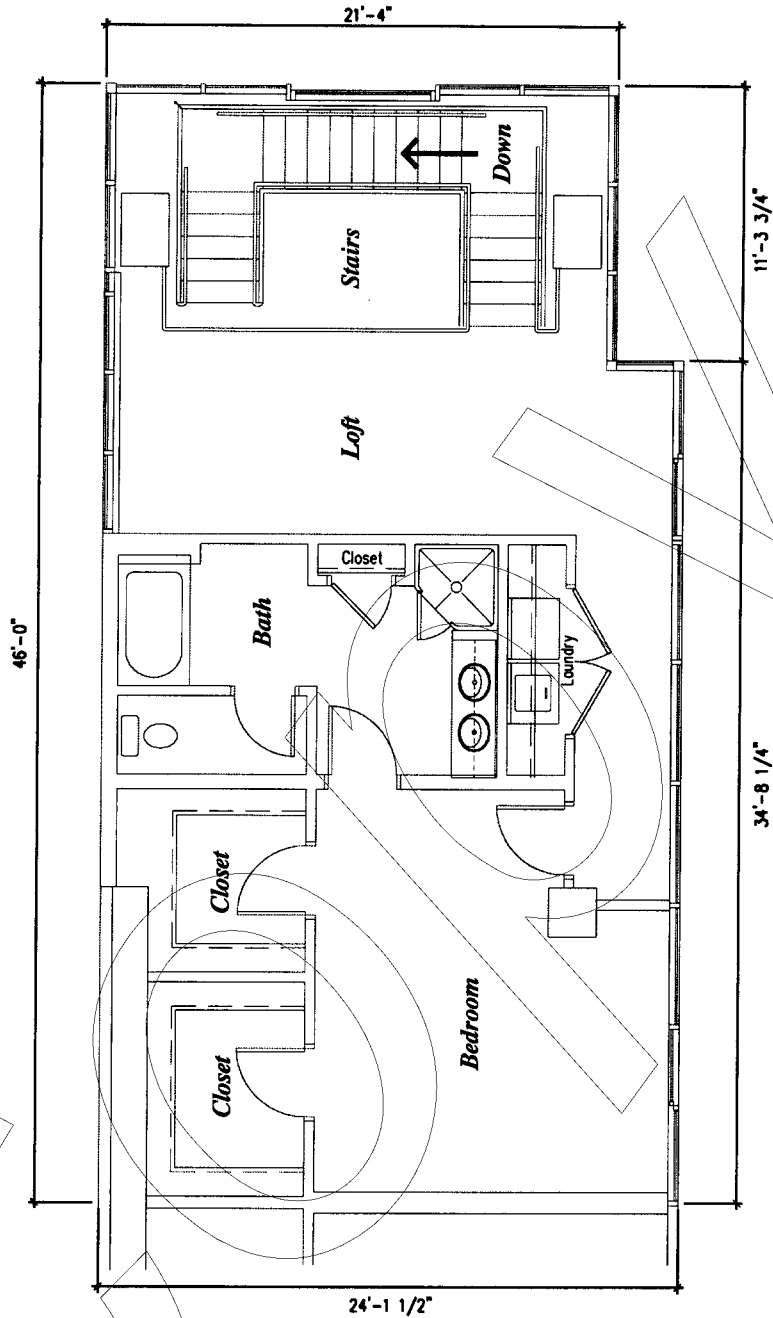 21'-4"
Down
11'-3 3/4"
Stairs
Loft
46'-0"
Closet
Bath
Laundry
34'-8 1/4"
Closet
Bedroom
Closet
24'-1 1/2"